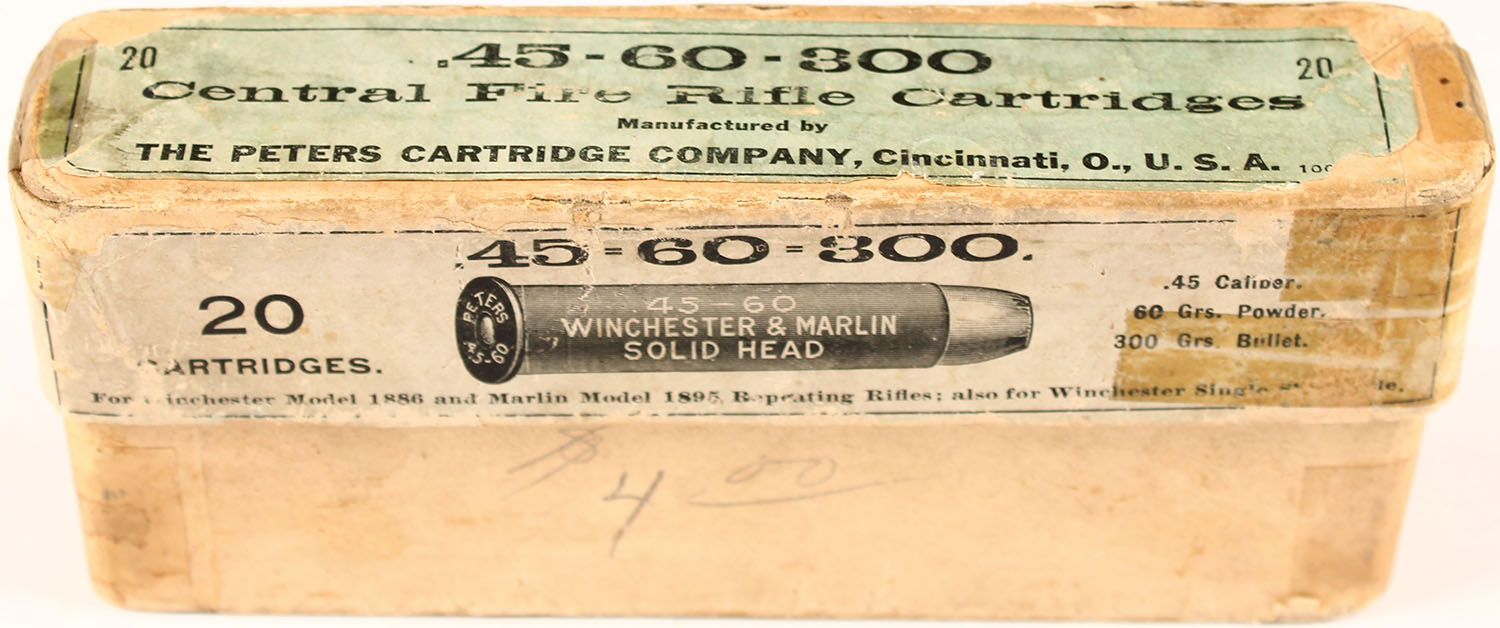 20 .45-60-300 20
Central Fire Rifle Cartridges
Manufactured by
THE PETERS CARTRIDGE COMPANY, Cincinnati, O., U. S. A.
.45-60-300.
20
CARTRIDGES.
PETERS
45-60
45-60
WINCHESTER & MARLIN
SOLID HEAD
.45 Caliber.
60 Grs. Powder.
300 Grs. Bullet.
For Winchester Model 1886 and Marlin Model 1895, Repeating Rifles; also for Winchester Single
$ 4 00